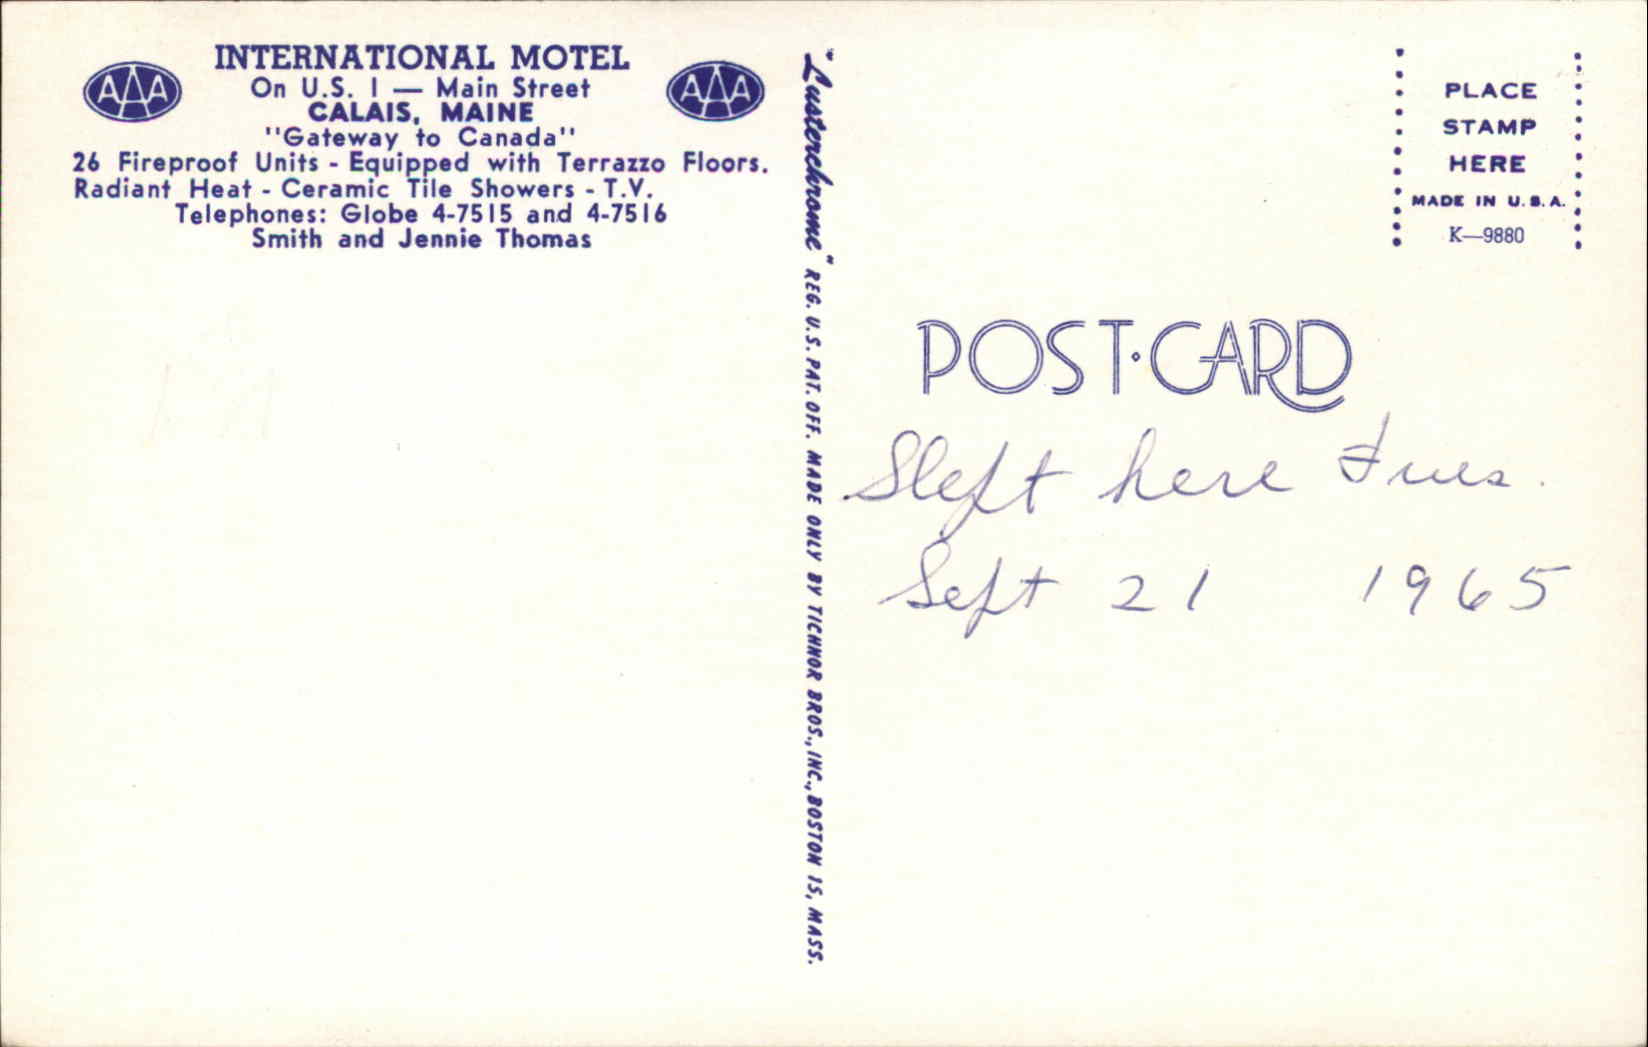 AAA
INTERNATIONAL MOTEL
AAA
On U.S. 1 — Main Street
CALAIS, MAINE
"Gateway to Canada"
26 Fireproof Units - Equipped with Terrazzo Floors.
Radiant Heat - Ceramic Tile Showers - T.V.
Telephones: Globe 4-7515 and 4-7516
Smith and Jennie Thomas
"Lusterchrome" REG. U.S. PAT. OFF. MADE ONLY BY TICHNOR BROS., INC., BOSTON 15, MASS.
PLACE
STAMP
HERE
MADE IN U.S.A.
K—9880
POST·CARD
Slept here Tues.
Sept 21 1965